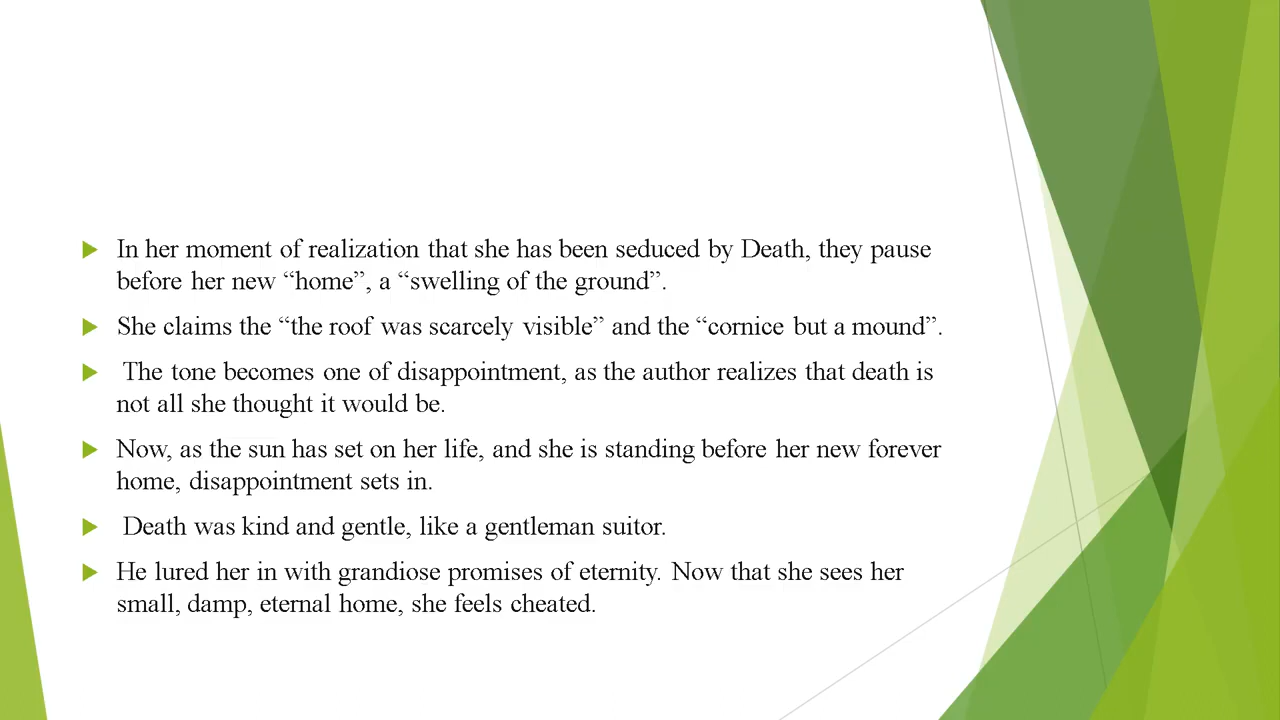 In her moment of realization that she has been seduced by Death, they pause
before her new “home”, a “swelling of the ground”.
She claims the “the roof was scarcely visible” and the “cornice but a mound”.
The tone becomes one of disappointment, as the author realizes that death is
not all she thought it would be.
Now, as the sun has set on her life, and she is standing before her new forever
home, disappointment sets in.
Death was kind and gentle, like a gentleman suitor.
He lured her in with grandiose promises of eternity. Now that she sees her
small, damp, eternal home, she feels cheated.